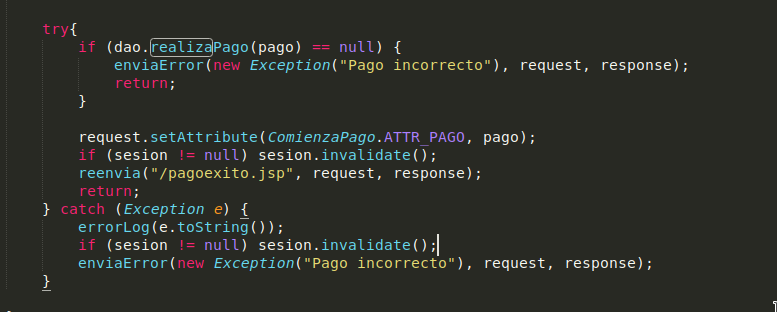 try{
if (dao.realizaPago(pago) == null) {
enviaError(new Exception("Pago incorrecto"), request, response);
return;
}
request.setAttribute(ComienzaPago.ATTR_PAGO, pago);
if (sesion != null) sesion.invalidate();
reenvia("/pagoexito.jsp", request, response);
return;
} catch (Exception e) {
errorLog(e.toString());
if (sesion != null) sesion.invalidate();
enviaError(new Exception("Pago incorrecto"), request, response);
}